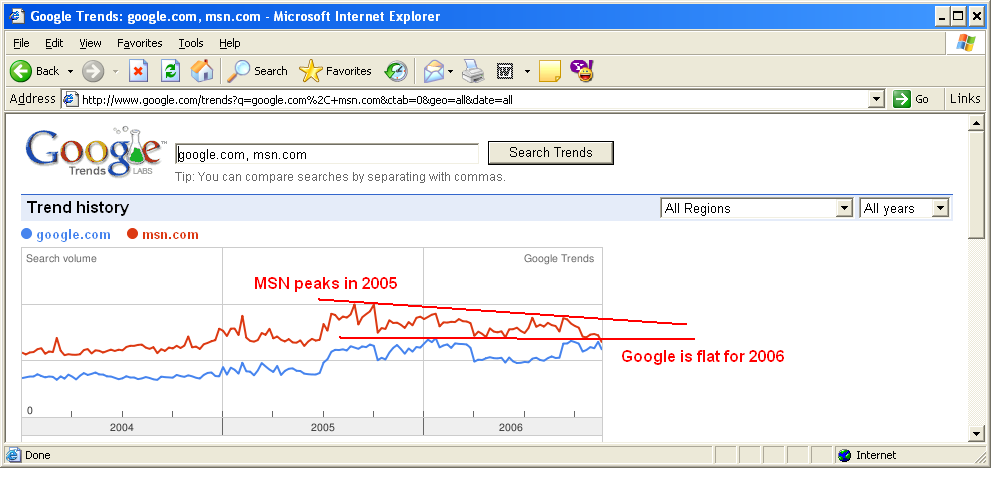 Google Trends: google.com, msn.com - Microsoft Internet Explorer
File Edit View Favorites Tools Help
Back Search Favorites
Address http://www.google.com/trends?q=google.com%2C+msn.com&ctab=0&geo=all&date=all Go Links
Google Trends LABS google.com, msn.com Search Trends
Tip: You can compare searches by separating with commas.
Trend history All Regions All years
google.com msn.com
Search volume Google Trends
MSN peaks in 2005
Google is flat for 2006
0
2004 2005 2006
Done Internet